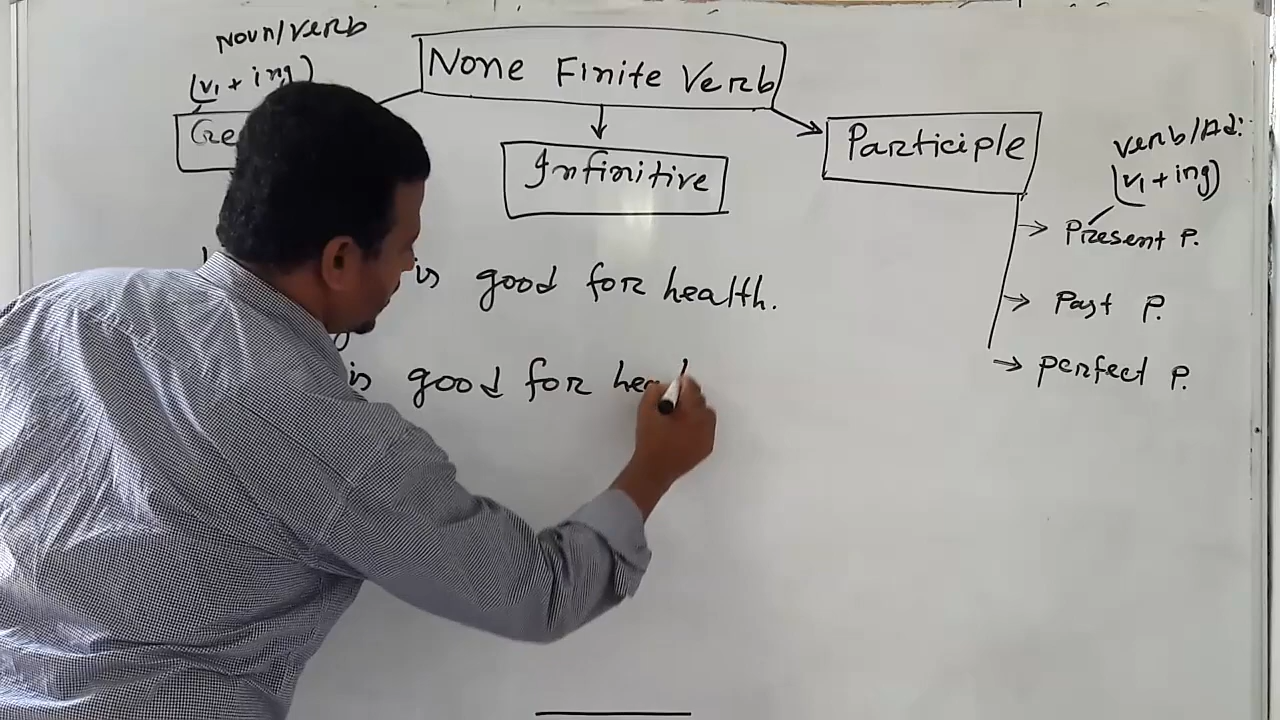 Noun/verb
None Finite Verb
(v1 + ing)
Participle
verb/Ad:
Infinitive
(v1 + ing)
Present P.
is good for health.
Past P.
is good for
perfect P.